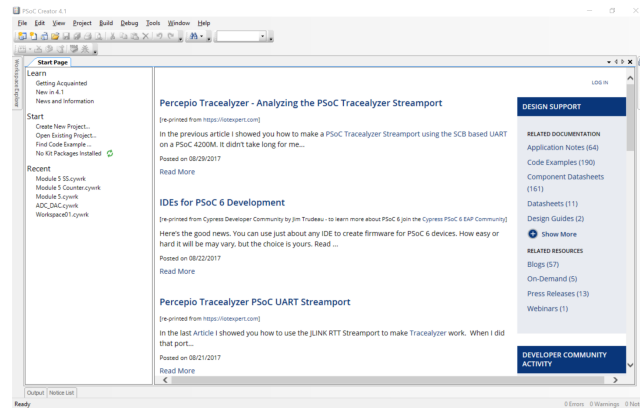 PSoC Creator 4.1
File Edit View Project Build Debug Tools Window Help
Start Page
Workspace Explorer
Learn
Getting Acquainted
New in 4.1
News and Information
Start
Create New Project...
Open Existing Project...
Find Code Example ...
No Kit Packages Installed
Recent
Module 5 SS.cywrk
Module 5 Counter.cywrk
Module 5.cywrk
ADC_DAC.cywrk
Workspace01.cywrk
LOG IN
Percepio Tracealyzer - Analyzing the PSoC Tracealyzer Streamport
[re-printed from https://iotexpert.com]
In the previous article I showed you how to make a PSoC Tracealyzer Streamport using the SCB based UART
on a PSoC 4200M. It didn't take long for me...
Posted on 08/29/2017
Read More
IDEs for PSoC 6 Development
[re-printed from Cypress Developer Community by Jim Trudeau - to learn more about PSoC 6 join the Cypress PSoC 6 EAP Community]
Here's the good news. You can use just about any IDE to create firmware for PSoC 6 devices. How easy or
hard it will be may vary, but the choice is yours. Read ...
Posted on 08/22/2017
Read More
Percepio Tracealyzer PSoC UART Streamport
[re-printed from https://iotexpert.com]
In the last Article I showed you how to use the JLINK RTT Streamport to make Tracealyzer work. When I did
that port...
Posted on 08/21/2017
Read More
DESIGN SUPPORT
RELATED DOCUMENTATION
Application Notes (64)
Code Examples (190)
Component Datasheets
(161)
Datasheets (11)
Design Guides (2)
Show More
RELATED RESOURCES
Blogs (57)
On-Demand (5)
Press Releases (13)
Webinars (1)
DEVELOPER COMMUNITY
ACTIVITY
Output Notice List
Ready
0 Errors 0 Warnings 0 Not